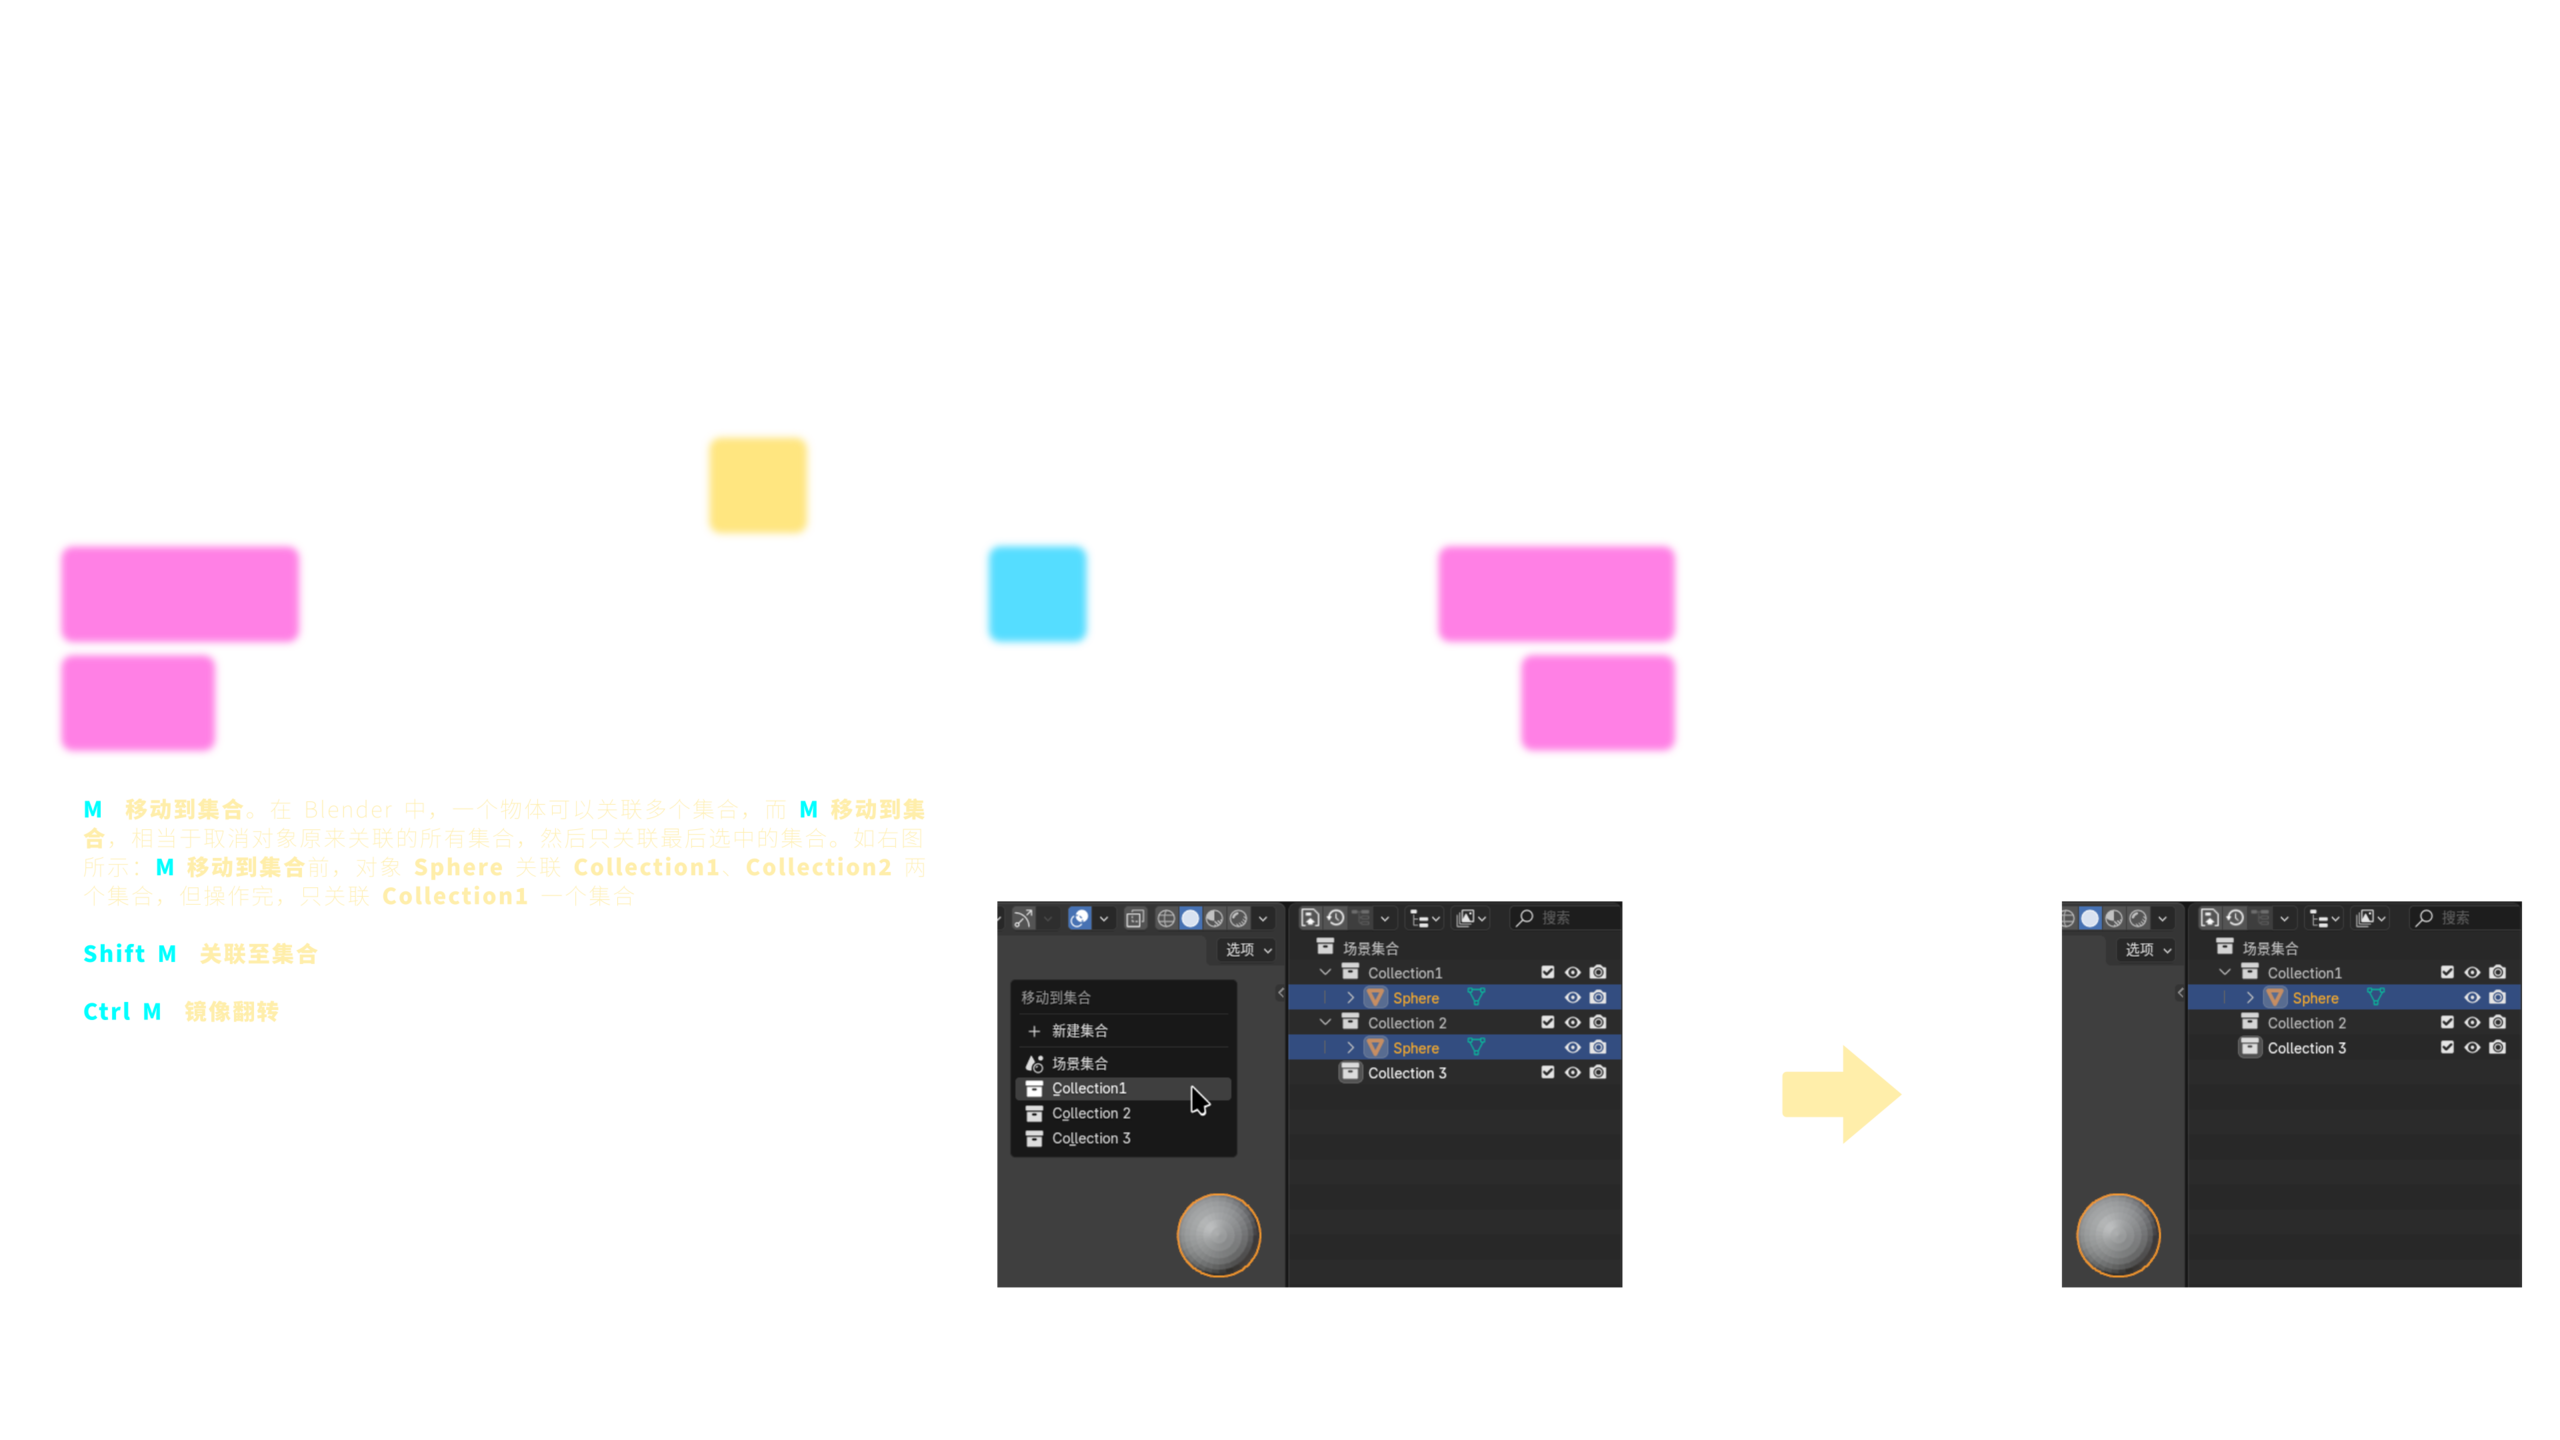 M：移动到集合。在 Blender 中，一个物体可以关联多个集合，而 M 移动到集
合，相当于取消对象原来关联的所有集合，然后只关联最后选中的集合。如右图
所示：M 移动到集合前，对象 Sphere 关联 Collection1、Collection2 两
个集合，但操作完，只关联 Collection1 一个集合
Shift M 关联至集合
Ctrl M 镜像翻转
搜索
选项
场景集合
Collection1
Sphere
Collection 2
Sphere
Collection 3
移动到集合
新建集合
场景集合
Collection1
Collection 2
Collection 3
搜索
选项
场景集合
Collection1
Sphere
Collection 2
Collection 3